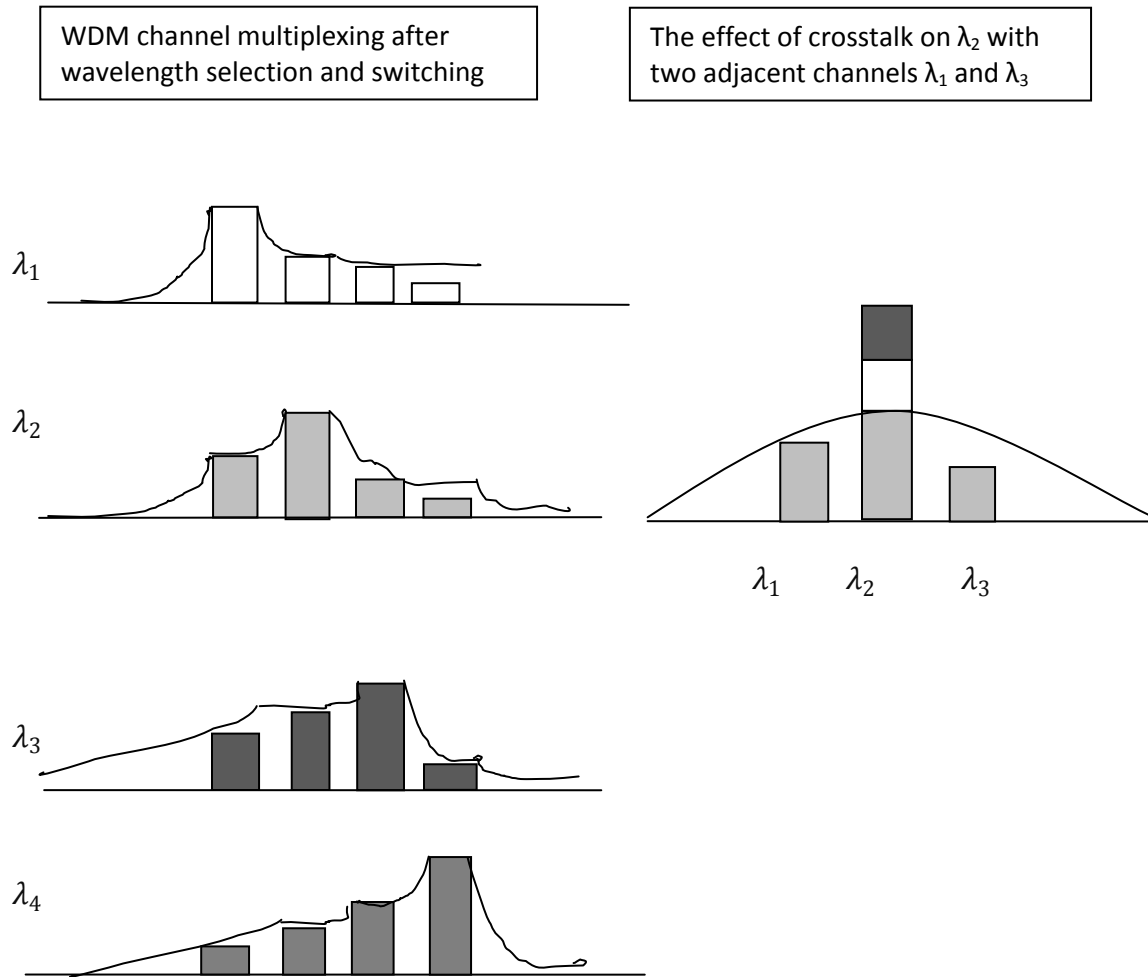 WDM channel multiplexing after
wavelength selection and switching
The effect of crosstalk on λ₂ with
two adjacent channels λ₁ and λ₃
λ₁
λ₂
λ₁ λ₂ λ₃
λ₃
λ₄